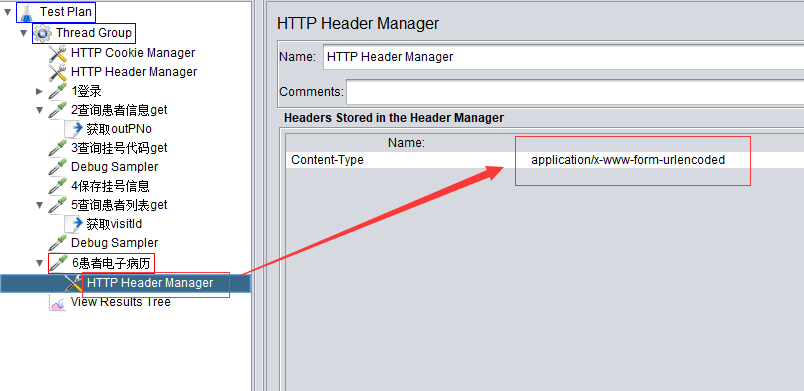 Test Plan
Thread Group
HTTP Cookie Manager
HTTP Header Manager
1登录
2查询患者信息get
获取outPNo
3查询挂号代码get
Debug Sampler
4保存挂号信息
5查询患者列表get
获取visitId
Debug Sampler
6患者电子病历
HTTP Header Manager
View Results Tree
HTTP Header Manager
Name: HTTP Header Manager
Comments:
Headers Stored in the Header Manager
Name:
Content-Type application/x-www-form-urlencoded